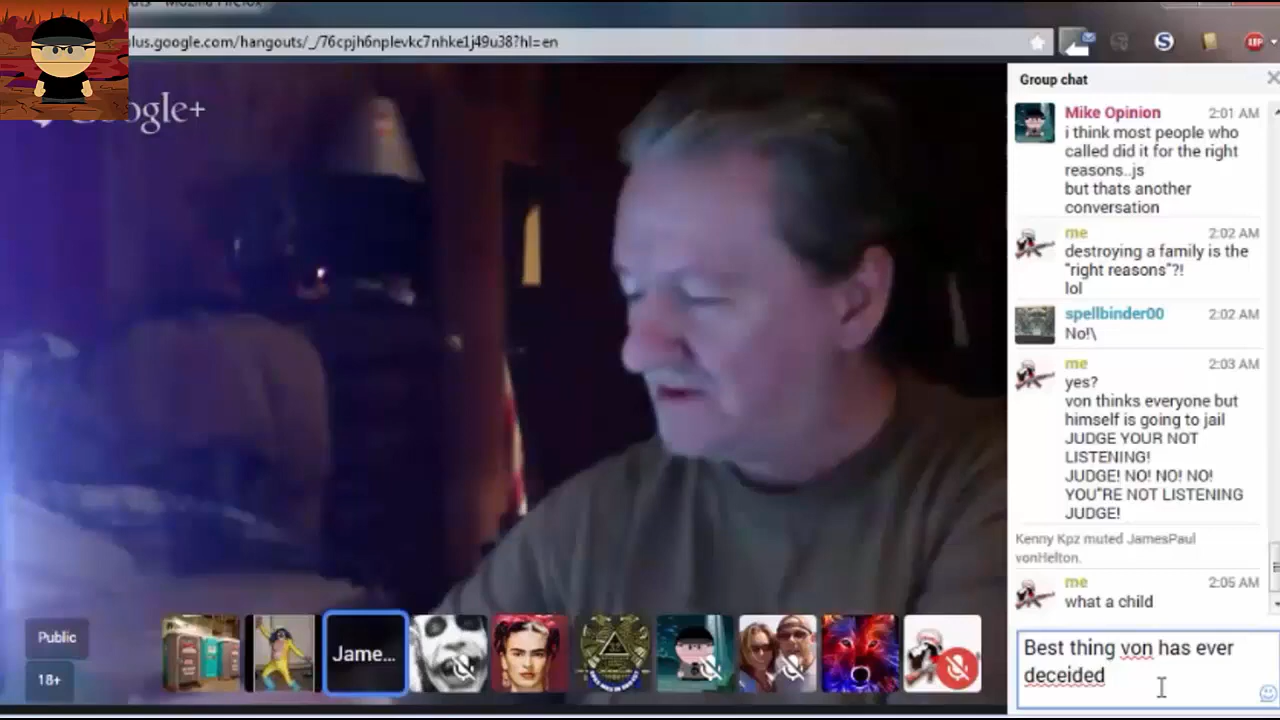 plus.google.com/hangouts/_/76cpjh6nplevkc7nhke1j49u38?hl=en
Google+
Group chat
Mike Opinion 2:01 AM
i think most people who
called did it for the right
reasons..js
but thats another
conversation
me 2:02 AM
destroying a family is the
"right reasons"?!
lol
spellbinder00 2:02 AM
No!\
me 2:03 AM
yes?
von thinks everyone but
himself is going to jail
JUDGE YOUR NOT
LISTENING!
JUDGE! NO! NO! NO!
YOU"RE NOT LISTENING
JUDGE!
Kenny Kpz muted JamesPaul
vonHelton.
me 2:05 AM
what a child
Best thing von has ever
deceided
Public
18+
Jame...